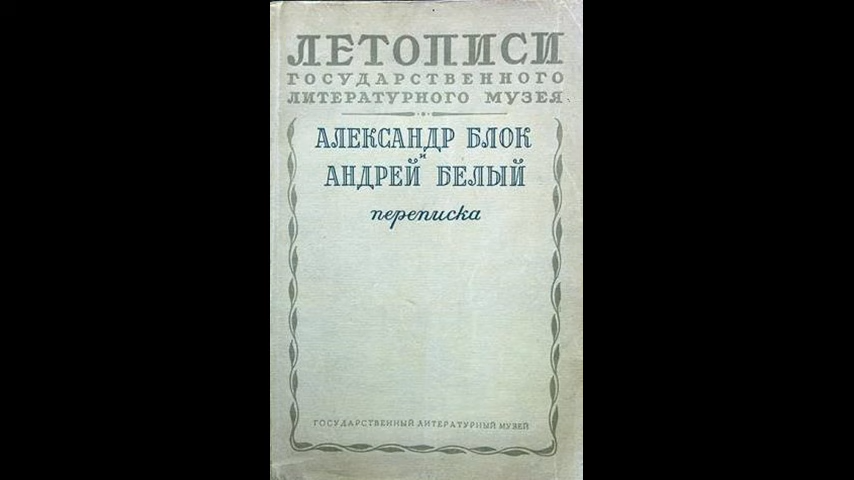 ЛЕТОПИСИ
ГОСУДАРСТВЕННОГО
ЛИТЕРАТУРНОГО МУЗЕЯ
АЛЕКСАНДР БЛОК
и
АНДРЕЙ БЕЛЫЙ
переписка
ГОСУДАРСТВЕННЫЙ ЛИТЕРАТУРНЫЙ МУЗЕЙ